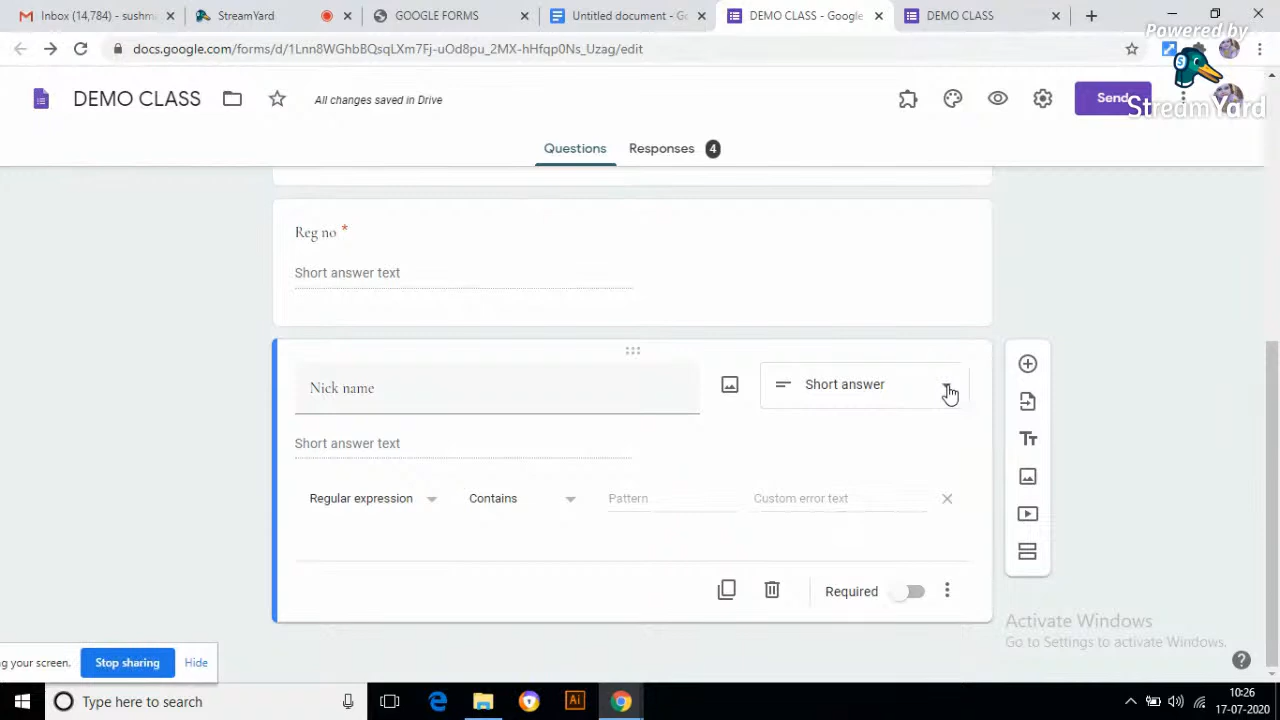 Inbox (14,784) - sushm
StreamYard
GOOGLE FORMS
Untitled document - Go
DEMO CLASS - Google
DEMO CLASS
docs.google.com/forms/d/1Lnn8WGhbBQsqLXm7Fj-uOd8pu_2MX-hHfqp0Ns_Uzag/edit
Powered by
StreamYard
DEMO CLASS
All changes saved in Drive
Send
Questions
Responses 4
Reg no *
Short answer text
Nick name
Short answer
Short answer text
Regular expression
Contains
Pattern
Custom error text
Required
Activate Windows
Go to Settings to activate Windows.
g your screen.
Stop sharing
Hide
Type here to search
Ai
10:26
17-07-2020